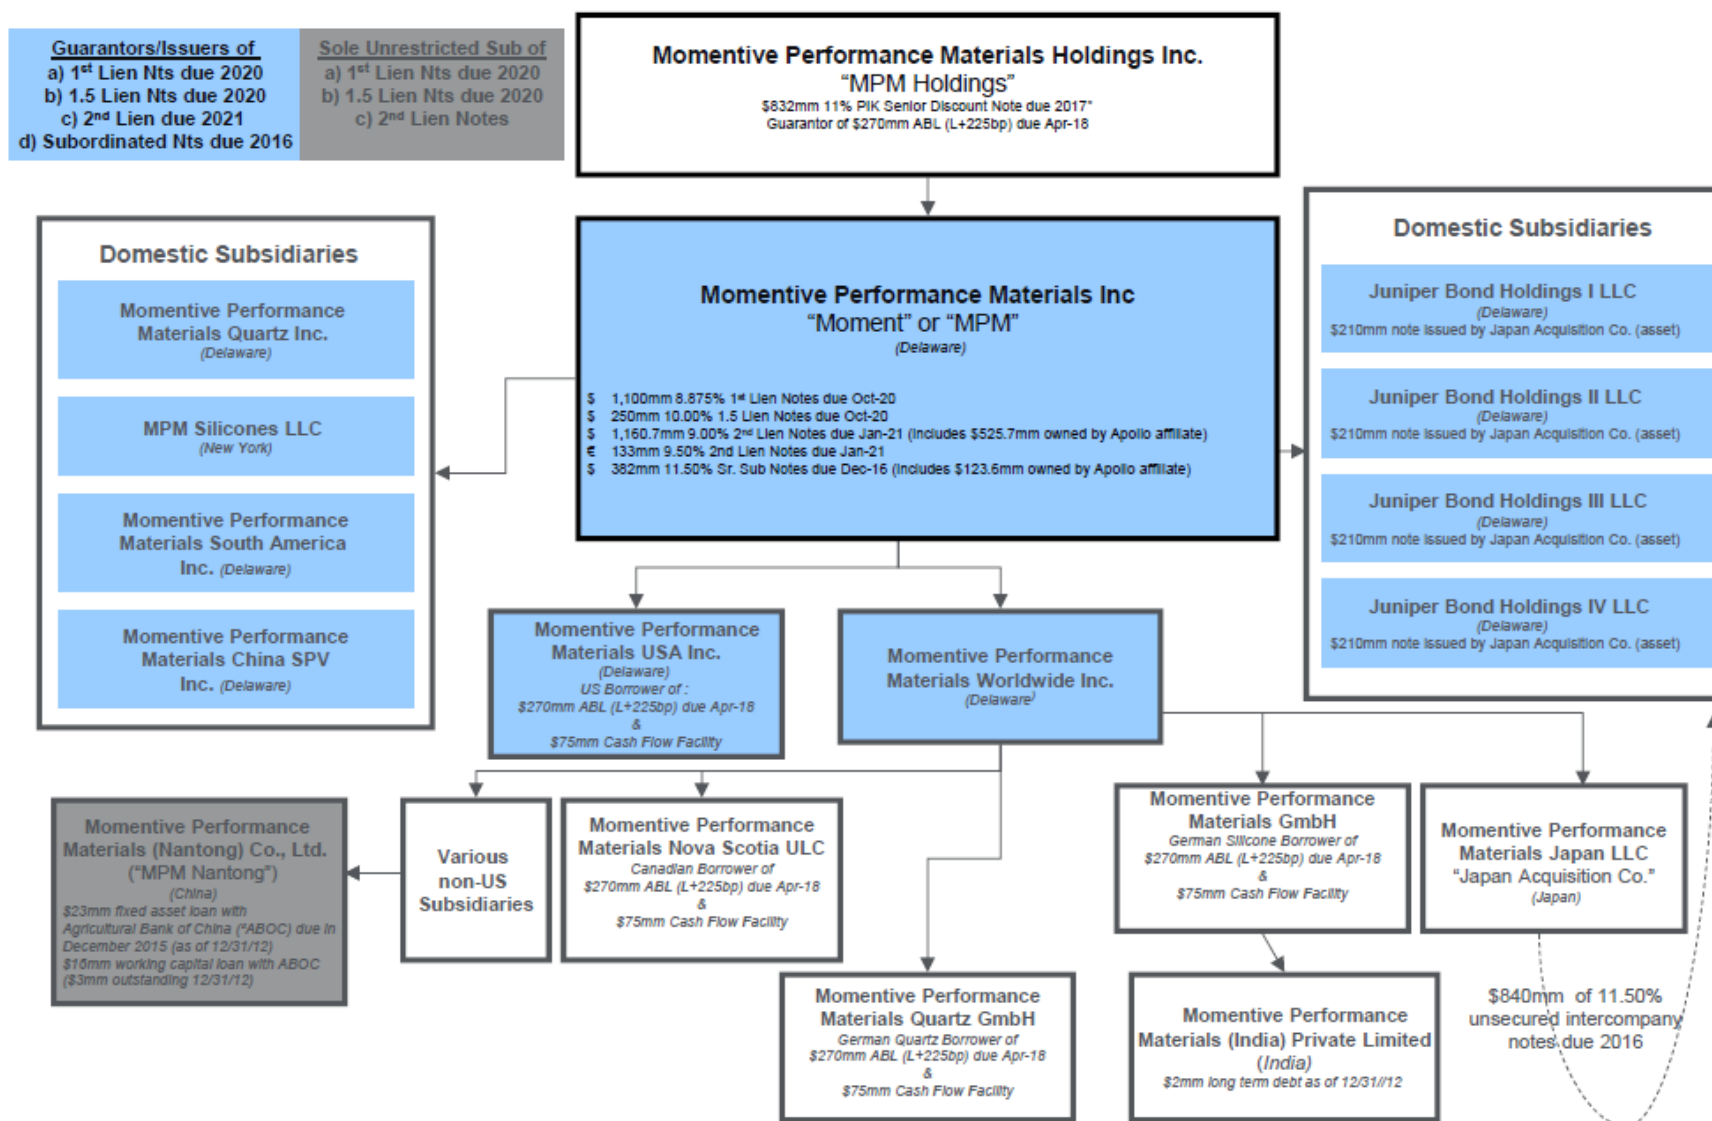 Guarantors/Issuers of
a) 1st Lien Nts due 2020
b) 1.5 Lien Nts due 2020
c) 2nd Lien due 2021
d) Subordinated Nts due 2016
Sole Unrestricted Sub of
a) 1st Lien Nts due 2020
b) 1.5 Lien Nts due 2020
c) 2nd Lien Notes
Momentive Performance Materials Holdings Inc.
“MPM Holdings”
$832mm 11% PIK Senior Discount Note due 2017*
Guarantor of $270mm ABL (L+225bp) due Apr-18
Domestic Subsidiaries
Momentive Performance
Materials Quartz Inc.
(Delaware)
MPM Silicones LLC
(New York)
Momentive Performance
Materials South America
Inc. (Delaware)
Momentive Performance
Materials China SPV
Inc. (Delaware)
Momentive Performance Materials Inc
“Moment” or “MPM”
(Delaware)
$ 1,100mm 8.875% 1st Lien Notes due Oct-20
$ 250mm 10.00% 1.5 Lien Notes due Oct-20
$ 1,160.7mm 9.00% 2nd Lien Notes due Jan-21 (includes $525.7mm owned by Apollo affiliate)
€ 133mm 9.50% 2nd Lien Notes due Jan-21
$ 382mm 11.50% Sr. Sub Notes due Dec-16 (includes $123.6mm owned by Apollo affiliate)
Domestic Subsidiaries
Juniper Bond Holdings I LLC
(Delaware)
$210mm note issued by Japan Acquisition Co. (asset)
Juniper Bond Holdings II LLC
(Delaware)
$210mm note issued by Japan Acquisition Co. (asset)
Juniper Bond Holdings III LLC
(Delaware)
$210mm note issued by Japan Acquisition Co. (asset)
Juniper Bond Holdings IV LLC
(Delaware)
$210mm note issued by Japan Acquisition Co. (asset)
Momentive Performance
Materials USA Inc.
(Delaware)
US Borrower of :
$270mm ABL (L+225bp) due Apr-18
&
$75mm Cash Flow Facility
Momentive Performance
Materials Worldwide Inc.
(Delaware)
Momentive Performance
Materials (Nantong) Co., Ltd.
(“MPM Nantong”)
(China)
$23mm fixed asset loan with
Agricultural Bank of China (“ABOC) due in
December 2015 (as of 12/31/12)
$16mm working capital loan with ABOC
($3mm outstanding 12/31/12)
Various
non-US
Subsidiaries
Momentive Performance
Materials Nova Scotia ULC
Canadian Borrower of
$270mm ABL (L+225bp) due Apr-18
&
$75mm Cash Flow Facility
Momentive Performance
Materials GmbH
German Silicone Borrower of
$270mm ABL (L+225bp) due Apr-18
&
$75mm Cash Flow Facility
Momentive Performance
Materials Japan LLC
“Japan Acquisition Co.”
(Japan)
Momentive Performance
Materials Quartz GmbH
German Quartz Borrower of
$270mm ABL (L+225bp) due Apr-18
&
$75mm Cash Flow Facility
Momentive Performance
Materials (India) Private Limited
(India)
$2mm long term debt as of 12/31//12
$840mm of 11.50%
unsecured intercompany
notes due 2016